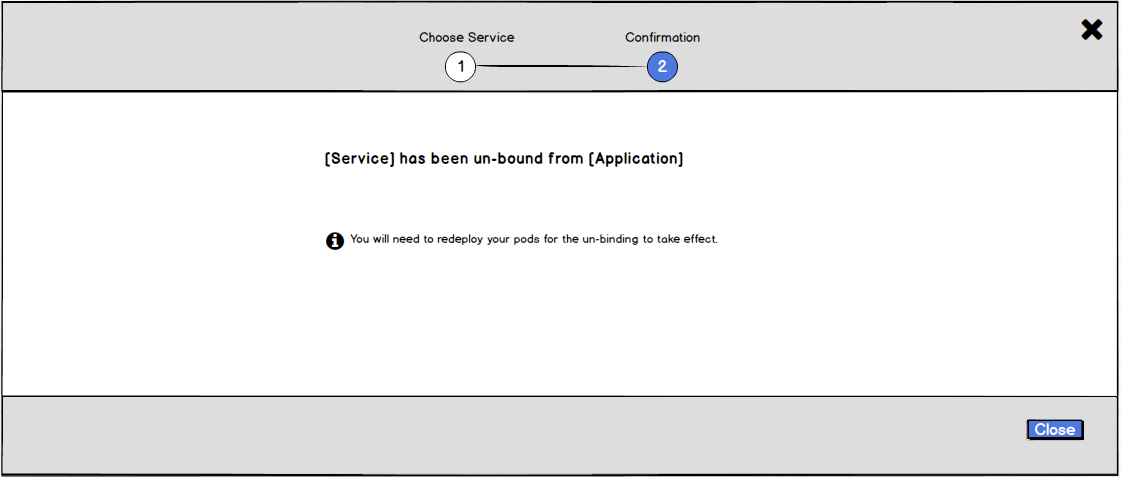 Choose Service
Confirmation
1
2
[Service] has been un-bound from [Application]
You will need to redeploy your pods for the un-binding to take effect.
Close